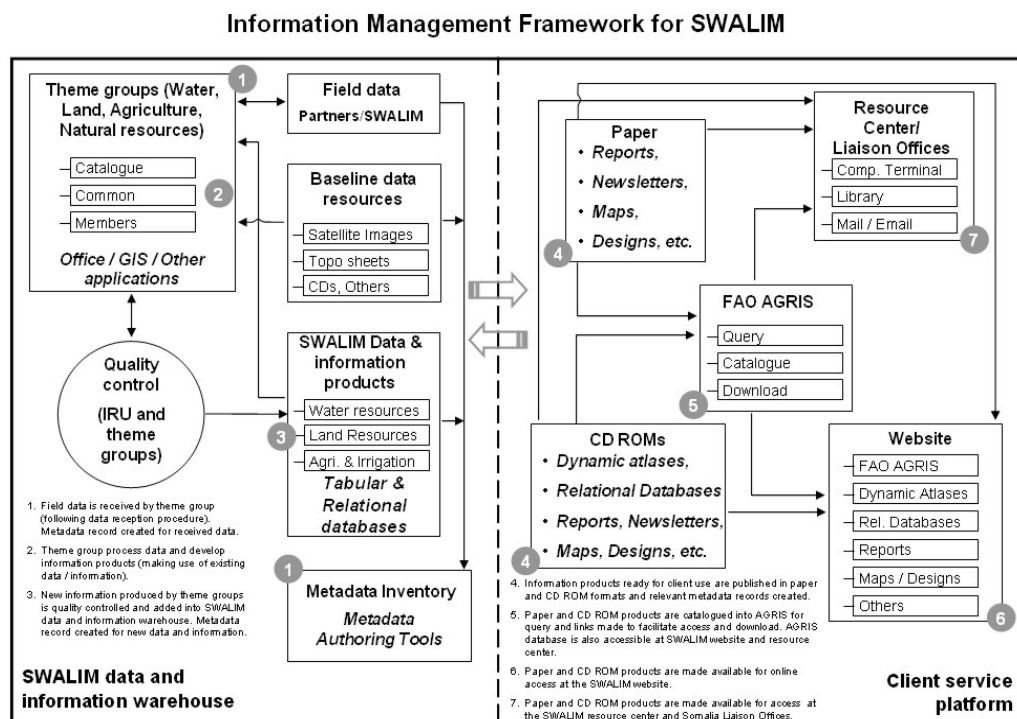 Information Management Framework for SWALIM
1
Theme groups (Water,
Land, Agriculture,
Natural resources)
Catalogue
Common
2
Members
Office / GIS / Other
applications
Field data
Partners/SWALIM
Baseline data
resources
Satellite Images
Topo sheets
CDs, Others
Quality
control
(IRU and
theme
groups)
SWALIM Data &
information
products
Water resources
3
Land Resources
Agri. & Irrigation
Tabular &
Relational
databases
1. Field data is received by theme group
(following data reception procedure).
Metadata record created for received data.
2. Theme group process data and develop
information products (making use of existing
data / information).
3. New information produced by theme groups
is quality controlled and added into SWALIM
data and information warehouse. Metadata
record created for new data and information.
1
Metadata Inventory
Metadata
Authoring Tools
SWALIM data and
information warehouse
Paper
• Reports,
• Newsletters,
• Maps,
• Designs, etc.
4
Resource
Center/
Liaison Offices
Comp. Terminal
Library
Mail / Email
7
FAO AGRIS
Query
Catalogue
Download
5
CD ROMs
• Dynamic atlases,
• Relational Databases
• Reports, Newsletters,
• Maps, Designs, etc.
4
Website
FAO AGRIS
Dynamic Atlases
Rel. Databases
Reports
Maps / Designs
Others
6
4. Information products ready for client use are published in paper
and CD ROM formats and relevant metadata records created.
5. Paper and CD ROM products are catalogued into AGRIS for
query and links made to facilitate access and download. AGRIS
database is also accessible at SWALIM website and resource
center.
6. Paper and CD ROM products are made available for online
access at the SWALIM website.
7. Paper and CD ROM products are made available for access at
the SWALIM resource center and Somalia Liaison Offices.
Client service
platform